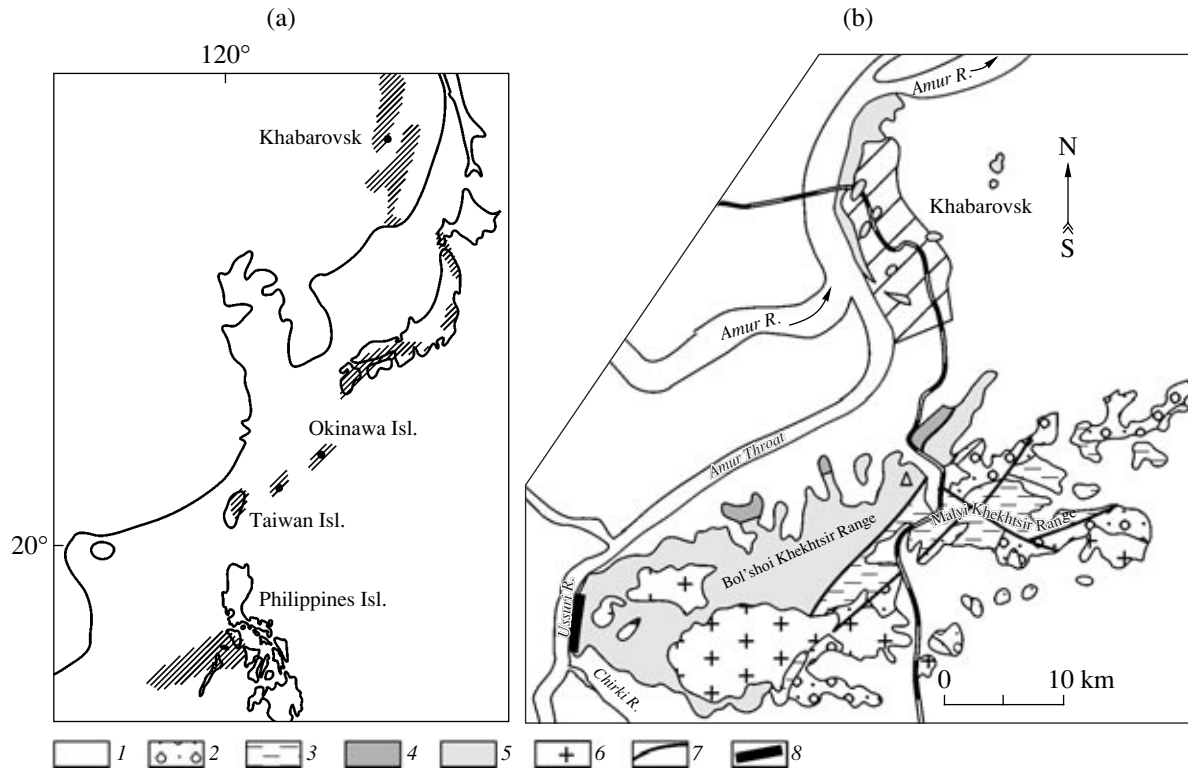 (a)
120°
Khabarovsk
Okinawa Isl.
Taiwan Isl.
20°
Philippines Isl.
(b)
Amur R.
N
Khabarovsk
S
Amur R.
Amur Throat
Malyi Khekhtsir Range
Bol'shoi Khekhtsir Range
Ussuri R.
Chirki R.
0 10 km
1 2 3 4 5 6 7 8